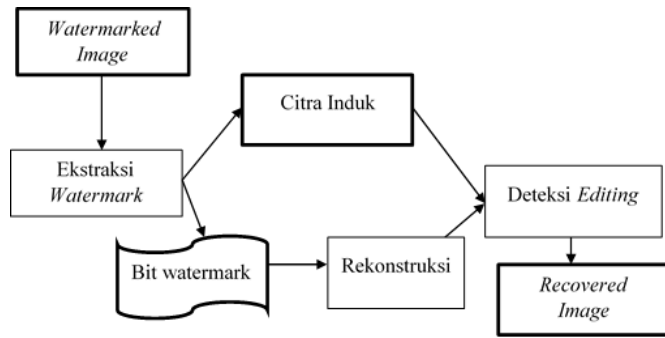 Watermarked
Image
Citra Induk
Ekstraksi
Watermark
Deteksi Editing
Bit watermark
Rekonstruksi
Recovered
Image